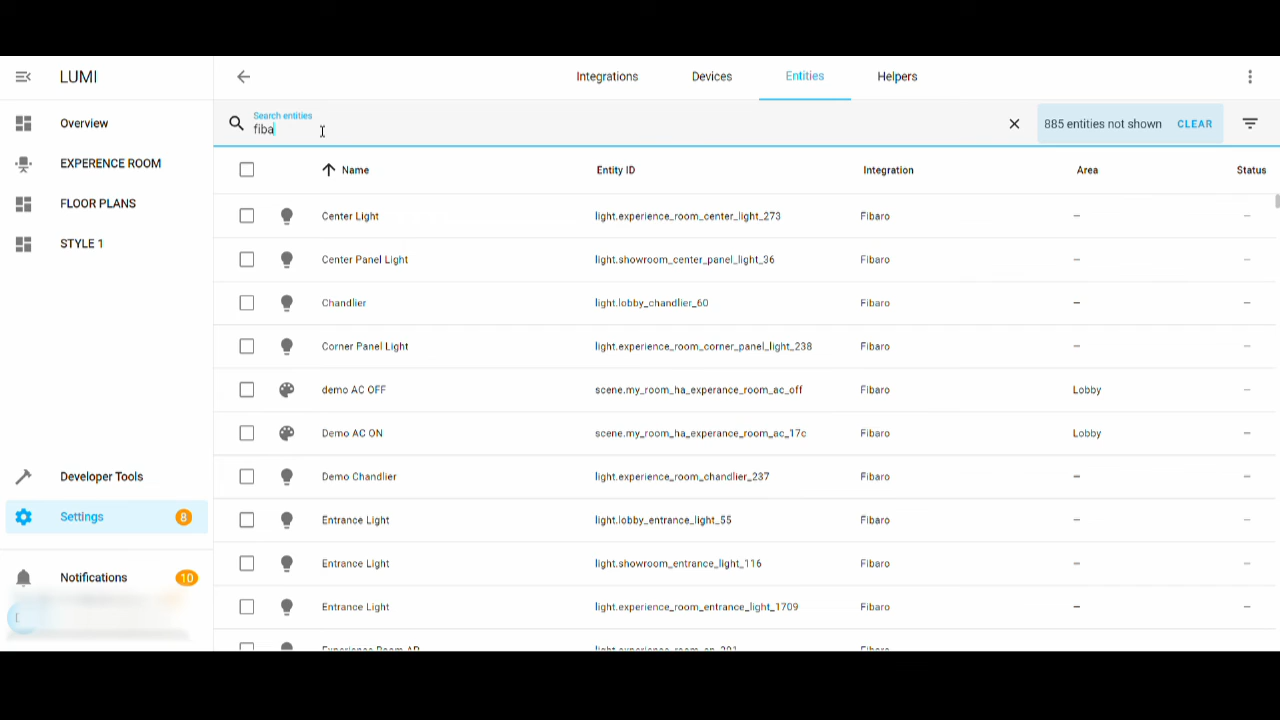 LUMI
Integrations Devices Entities Helpers
Overview
EXPERENCE ROOM
FLOOR PLANS
STYLE 1
Developer Tools
Settings 8
Notifications 10
Search entities
fiba
885 entities not shown CLEAR
Name Entity ID Integration Area Status
Center Light light.experience_room_center_light_273 Fibaro — —
Center Panel Light light.showroom_center_panel_light_36 Fibaro — —
Chandlier light.lobby_chandlier_60 Fibaro — —
Corner Panel Light light.experience_room_corner_panel_light_238 Fibaro — —
demo AC OFF scene.my_room_ha_experance_room_ac_off Fibaro Lobby —
Demo AC ON scene.my_room_ha_experance_room_ac_17c Fibaro Lobby —
Demo Chandlier light.experience_room_chandlier_237 Fibaro — —
Entrance Light light.lobby_entrance_light_55 Fibaro — —
Entrance Light light.showroom_entrance_light_116 Fibaro — —
Entrance Light light.experience_room_entrance_light_1709 Fibaro — —